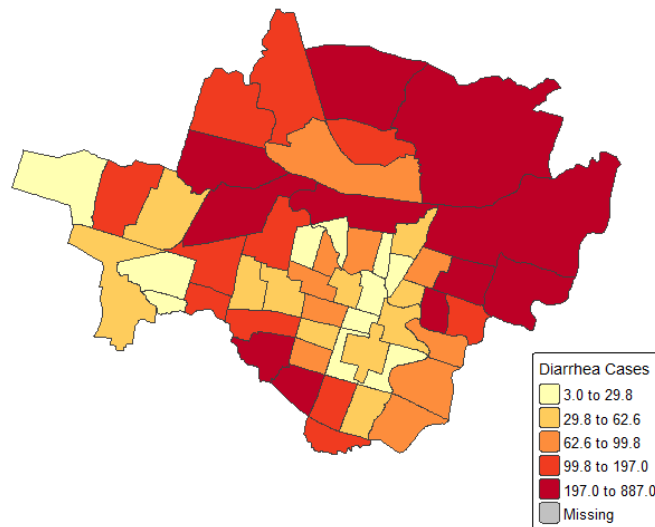 Diarrhea Cases
3.0 to 29.8
29.8 to 62.6
62.6 to 99.8
99.8 to 197.0
197.0 to 887.0
Missing